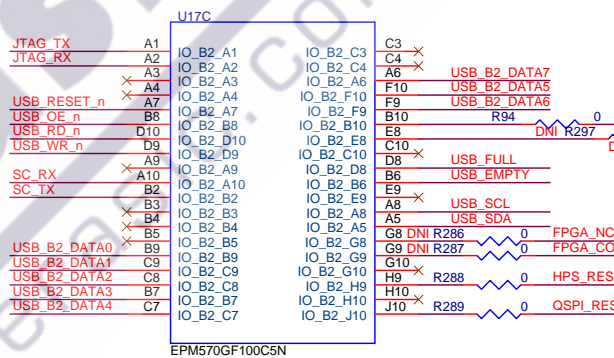 U17C
JTAG_TX A1 IO_B2_A1 IO_B2_C3 C3
JTAG_RX A2 IO_B2_A2 IO_B2_C4 C4
A3 IO_B2_A3 IO_B2_A6 A6 USB_B2_DATA7
A4 IO_B2_A4 IO_B2_F10 F10 USB_B2_DATA5
USB_RESET_n A7 IO_B2_A7 IO_B2_F9 F9 USB_B2_DATA6
USB_OE_n B8 IO_B2_B8 IO_B2_B10 B10 R94 0
USB_RD_n D10 IO_B2_D10 IO_B2_E8 E8 DNI R297
USB_WR_n D9 IO_B2_D9 IO_B2_C10 C10
A9 IO_B2_A9 IO_B2_D8 D8 USB_FULL
SC_RX A10 IO_B2_A10 IO_B2_B6 B6 USB_EMPTY
SC_TX B2 IO_B2_B2 IO_B2_E9 E9
B3 IO_B2_B3 IO_B2_A8 A8 USB_SCL
B4 IO_B2_B4 IO_B2_A5 A5 USB_SDA
B5 IO_B2_B5 IO_B2_G8 G8 DNI R286 0 FPGA_NC
USB_B2_DATA0 B9 IO_B2_B9 IO_B2_G9 G9 DNI R287 0 FPGA_CO
USB_B2_DATA1 C9 IO_B2_C9 IO_B2_G10 G10
USB_B2_DATA2 C8 IO_B2_C8 IO_B2_H9 H9 R288 0 HPS_RES
USB_B2_DATA3 B7 IO_B2_B7 IO_B2_H10 H10
USB_B2_DATA4 C7 IO_B2_C7 IO_B2_J10 J10 R289 0 QSPI_RES
EPM570GF100C5N